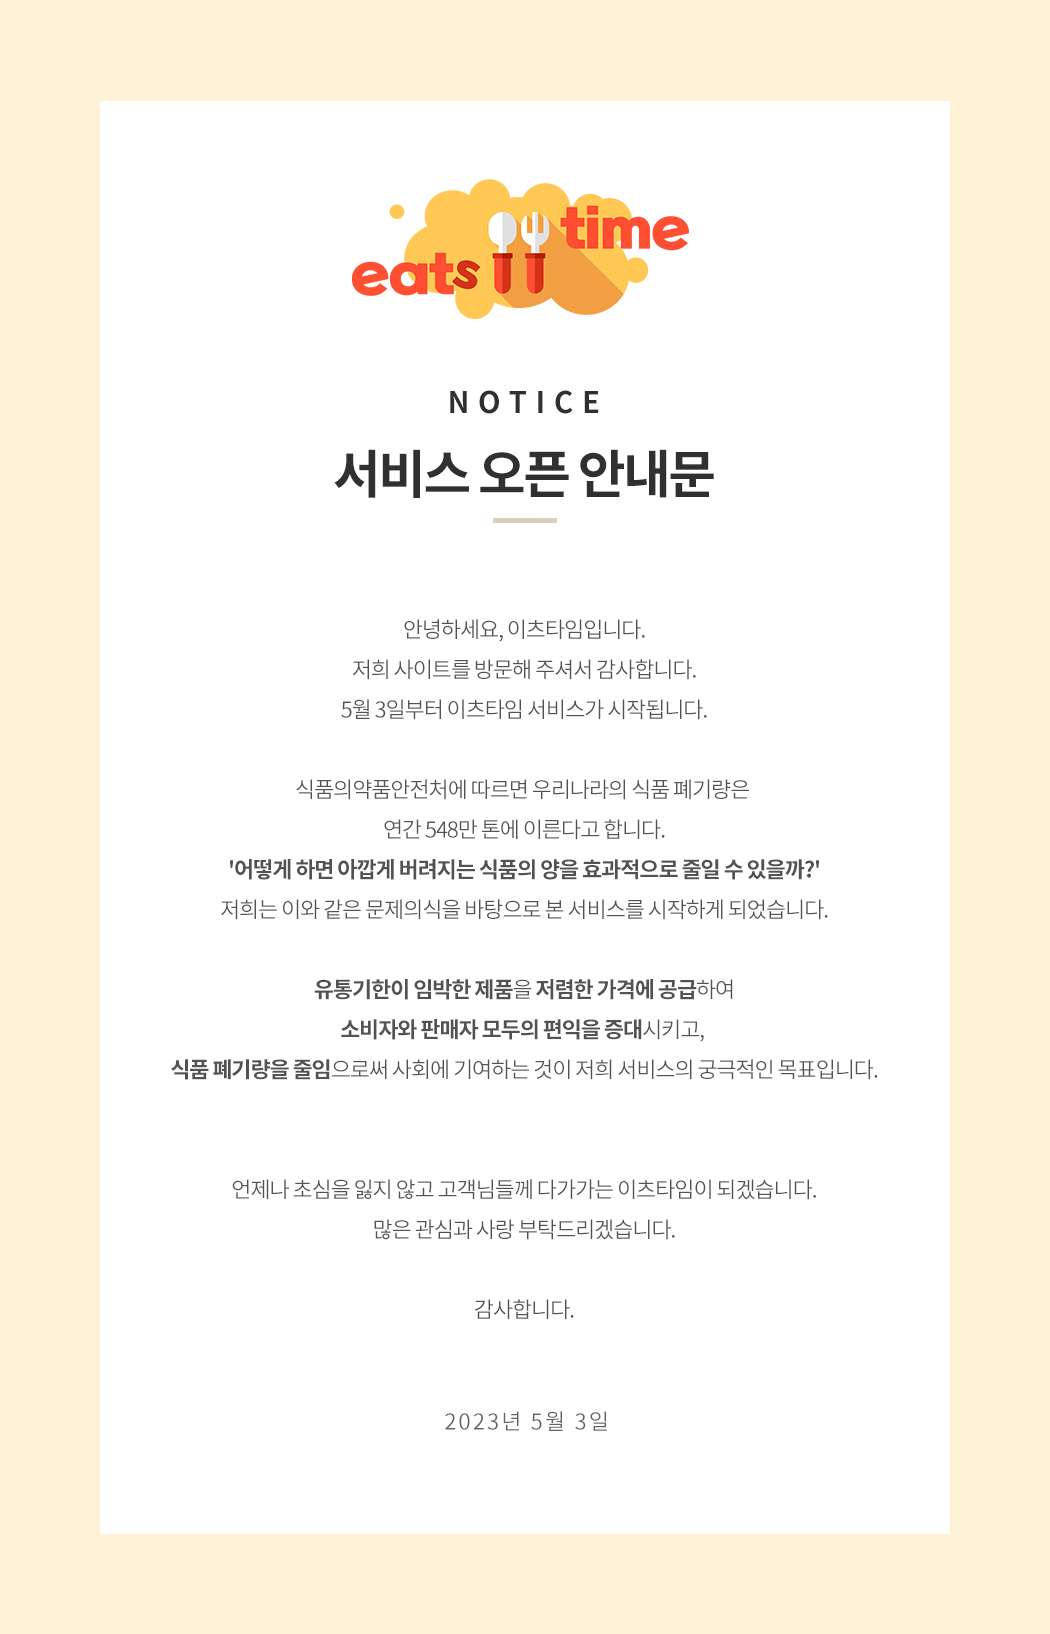 eats time
NOTICE
서비스 오픈 안내문
안녕하세요, 이츠타임입니다.
저희 사이트를 방문해 주셔서 감사합니다.
5월 3일부터 이츠타임 서비스가 시작됩니다.
식품의약품안전처에 따르면 우리나라의 식품 폐기량은
연간 548만 톤에 이른다고 합니다.
'어떻게 하면 아깝게 버려지는 식품의 양을 효과적으로 줄일 수 있을까?'
저희는 이와 같은 문제의식을 바탕으로 본 서비스를 시작하게 되었습니다.
유통기한이 임박한 제품을 저렴한 가격에 공급하여
소비자와 판매자 모두의 편익을 증대시키고,
식품 폐기량을 줄임으로써 사회에 기여하는 것이 저희 서비스의 궁극적인 목표입니다.
언제나 초심을 잃지 않고 고객님들께 다가가는 이츠타임이 되겠습니다.
많은 관심과 사랑 부탁드리겠습니다.
감사합니다.
2023년 5월 3일